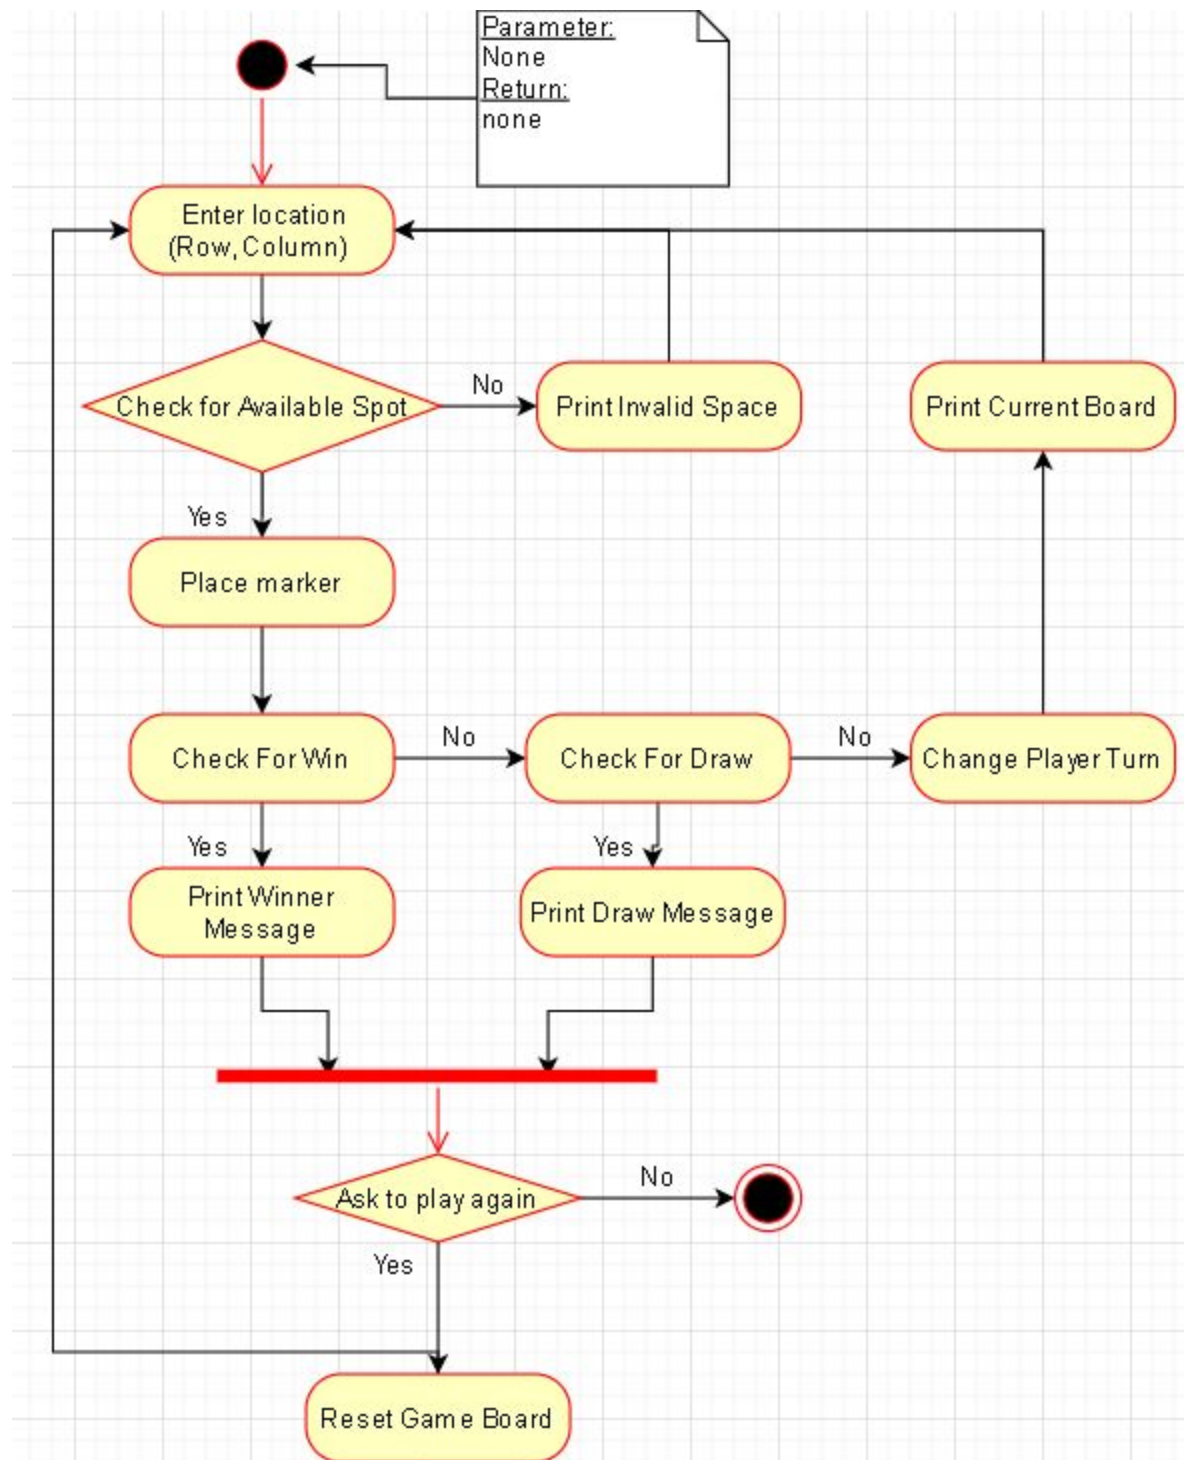 Parameter:
None
Return:
none
Enter location
(Row, Column)
Check for Available Spot
No
Print Invalid Space
Print Current Board
Yes
Place marker
Check For Win
No
Check For Draw
No
Change Player Turn
Yes
Yes
Print Winner
Message
Print Draw Message
Ask to play again
No
Yes
Reset Game Board